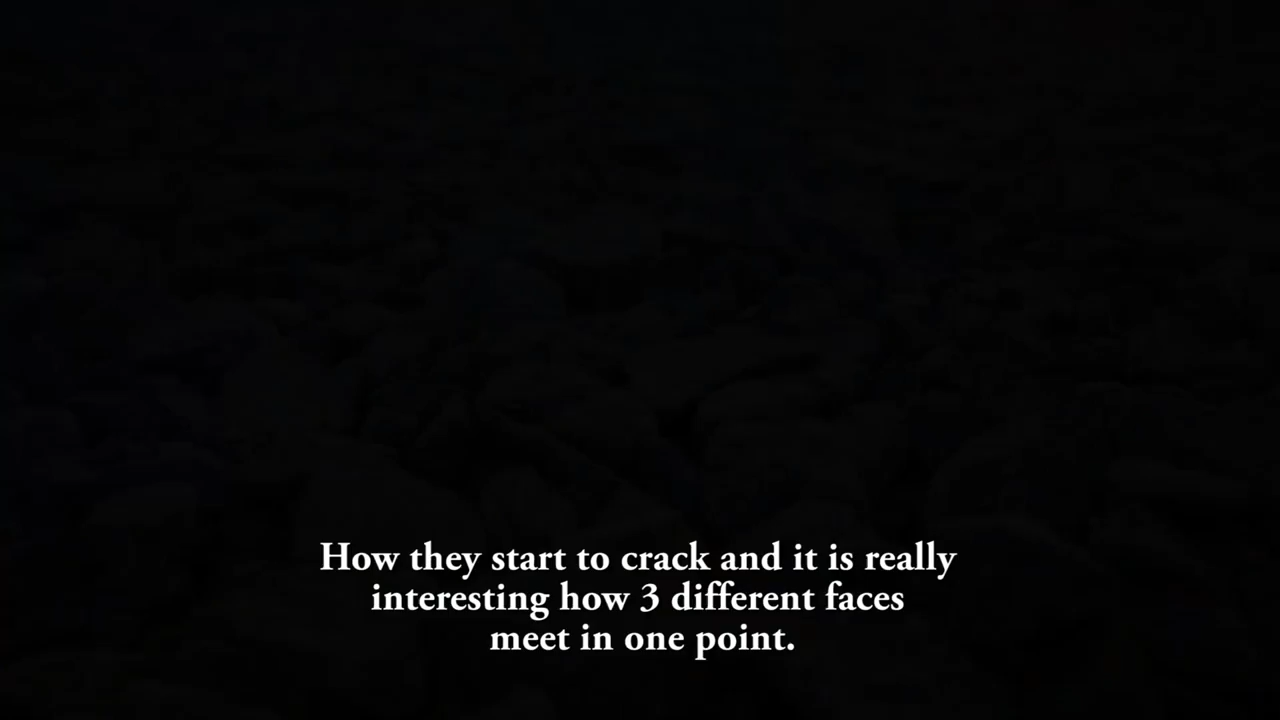 How they start to crack and it is really
interesting how 3 different faces
meet in one point.